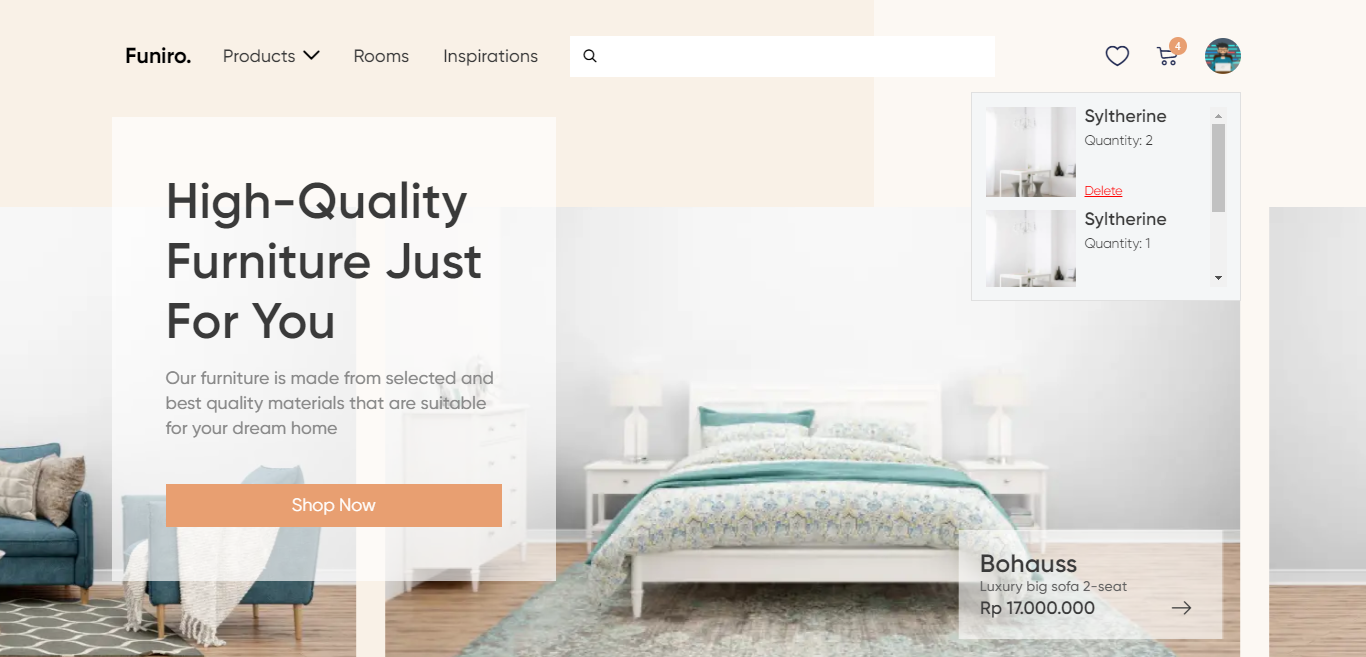 Funiro.
Products
Rooms
Inspirations
4
Syltherine
Quantity: 2
Delete
Syltherine
Quantity: 1
High-Quality
Furniture Just
For You
Our furniture is made from selected and
best quality materials that are suitable
for your dream home
Shop Now
Bohauss
Luxury big sofa 2-seat
Rp 17.000.000